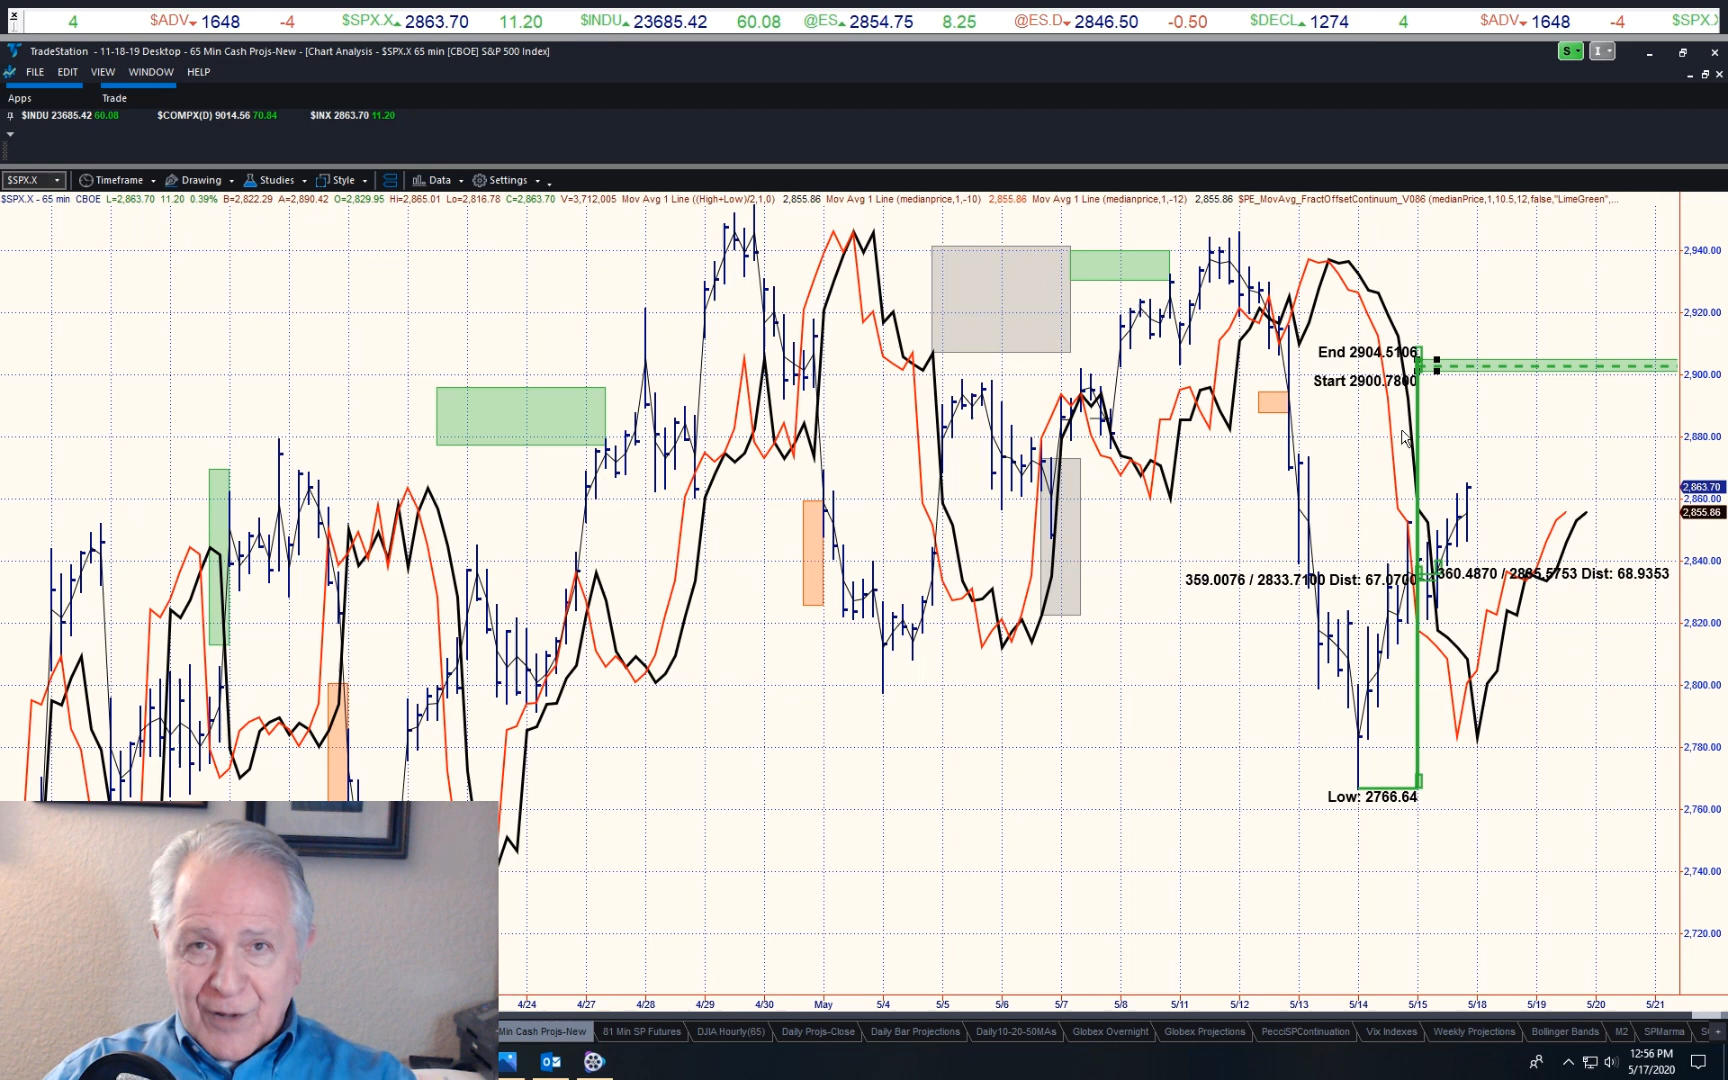 4 $ADV 1648 -4 $SPX.X 2863.70 11.20 $INDU 23685.42 60.08 @ES 2854.75 8.25 @ES.D 2846.50 -0.50 $DECL 1274 4 $ADV 1648 -4 $SPX.
TradeStation - 11-18-19 Desktop - 65 Min Cash Projs-New - [Chart Analysis - $SPX.X 65 min [CBOE] S&P 500 Index]
S I
FILE EDIT VIEW WINDOW HELP
Apps Trade
$INDU 23685.42 60.08 $COMPX(D) 9014.56 70.84 $INX 2863.70 11.20
$SPX.X Timeframe Drawing Studies Style Data Settings
$SPX.X - 65 min CBOE L=2,863.70 11.20 0.39% B=2,822.29 A=2,890.42 O=2,829.95 Hi=2,865.01 Lo=2,816.78 C=2,863.70 V=3,712,005 Mov Avg 1 Line ((High+Low)/2,1,0) 2,855.86 Mov Avg 1 Line (medianprice,1,-10) 2,855.86 Mov Avg 1 Line (medianprice,1,-12) 2,855.86 $PE_MovAvg_FractOffsetContinuum_V086 (medianPrice,1,10.5,12,false,"LimeGreen",...
2,940.00
2,920.00
End 2904.5106
2,900.00
Start 2900.7800
2,880.00
2,863.70
2,860.00
2,855.86
2,840.00
359.0076 / 2833.7100 Dist: 67.0700 360.4870 / 2835.5753 Dist: 68.9353
2,820.00
2,800.00
2,780.00
Low: 2766.64
2,760.00
2,740.00
2,720.00
4/24 4/27 4/28 4/29 4/30 May 5/4 5/5 5/6 5/7 5/8 5/11 5/12 5/13 5/14 5/15 5/18 5/19 5/20 5/21
Min Cash Projs-New 81 Min SP Futures DJIA Hourly(65) Daily Projs-Close Daily Bar Projections Daily10-20-50MAs Globex Overnight Globex Projections PecciSPContinuation Vix Indexes Weekly Projections Bollinger Bands M2 SPMarma
12:56 PM
5/17/2020